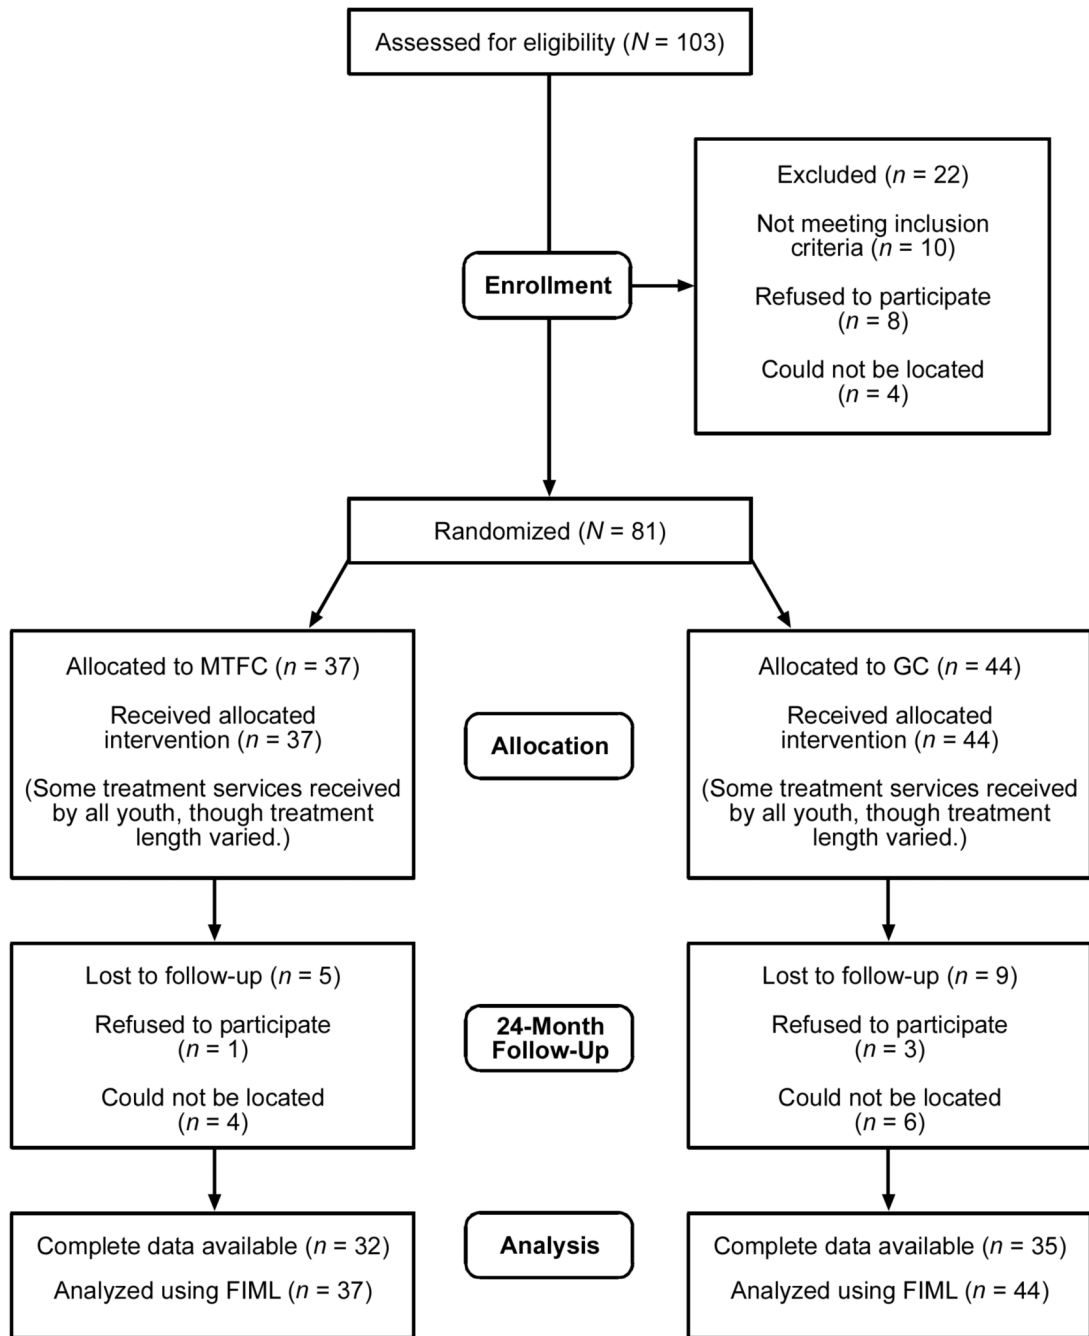 Assessed for eligibility (N = 103)
Excluded (n = 22)
Not meeting inclusion
criteria (n = 10)
Refused to participate
(n = 8)
Could not be located
(n = 4)
Enrollment
Randomized (N = 81)
Allocated to MTFC (n = 37)
Received allocated
intervention (n = 37)
(Some treatment services received
by all youth, though treatment
length varied.)
Allocation
Allocated to GC (n = 44)
Received allocated
intervention (n = 44)
(Some treatment services received
by all youth, though treatment
length varied.)
Lost to follow-up (n = 5)
Refused to participate
(n = 1)
Could not be located
(n = 4)
24-Month
Follow-Up
Lost to follow-up (n = 9)
Refused to participate
(n = 3)
Could not be located
(n = 6)
Complete data available (n = 32)
Analyzed using FIML (n = 37)
Analysis
Complete data available (n = 35)
Analyzed using FIML (n = 44)